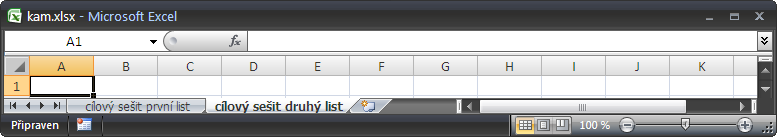 kam.xlsx - Microsoft Excel
A1 fx
A B C D E F G H I J K
1
cílový sešit první list cílový sešit druhý list
Připraven 100 %